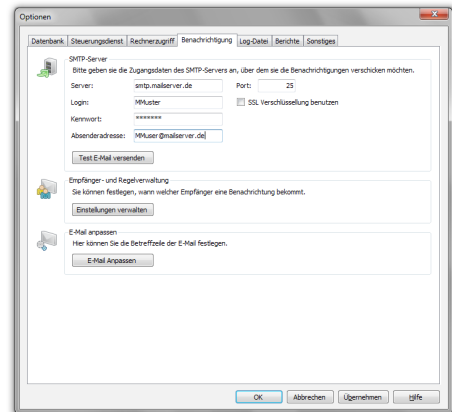 Optionen
Datenbank Steuerungsdienst Rechnerzugriff Benachrichtigung Log-Datei Berichte Sonstiges
SMTP-Server
Bitte geben sie die Zugangsdaten des SMTP-Servers an, über dem sie die Benachrichtigungen verschicken möchten.
Server: smtp.mailserver.de Port: 25
Login: MMuster SSL Verschlüssellung benutzen
Kennwort: *******
Absenderadresse: MMuser@mailserver.de
Test E-Mail versenden
Empfänger- und Regelverwaltung
Sie können festlegen, wann welcher Empfänger eine Benachrichtung bekommt.
Einstellungen verwalten
E-Mail anpassen
Hier können Sie die Betreffzeile der E-Mail festlegen.
E-Mail Anpassen
OK Abbrechen Übernehmen Hilfe